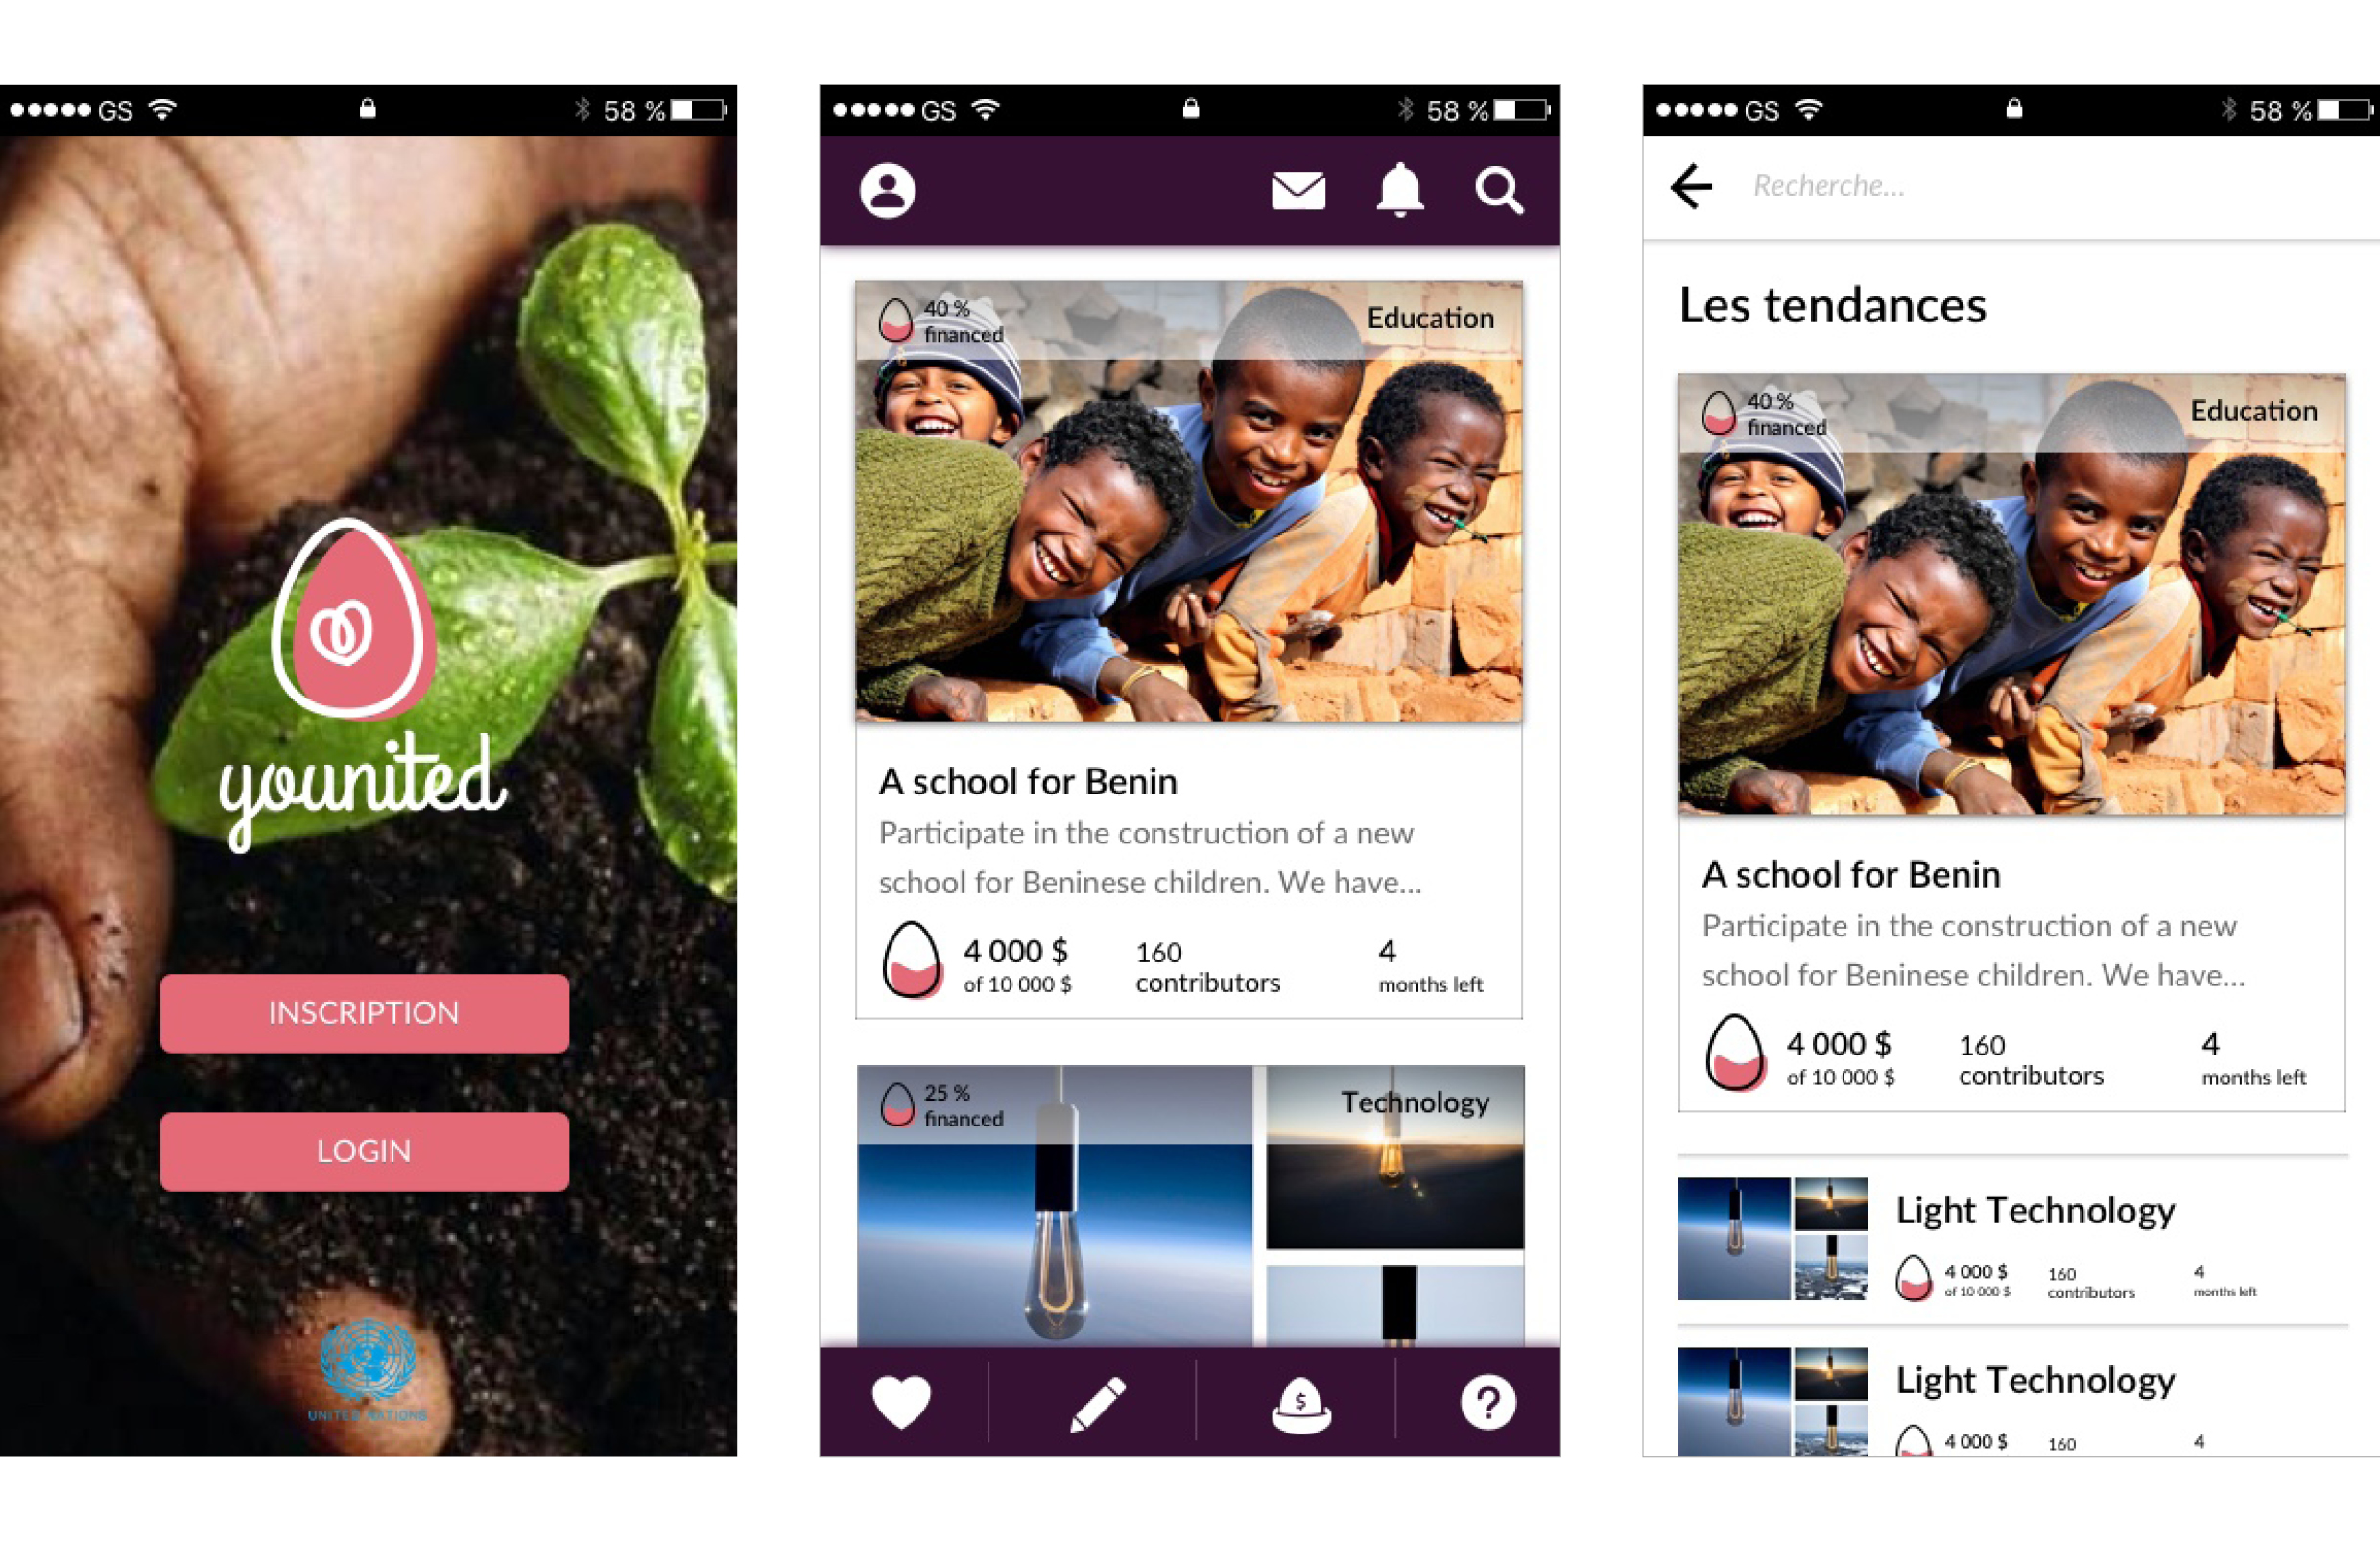 GS 58 %
younited
INSCRIPTION
LOGIN
UNITED NATIONS
GS 58 %
40 %
financed
Education
A school for Benin
Participate in the construction of a new
school for Beninese children. We have...
4 000 $
of 10 000 $
160
contributors
4
months left
25 %
financed
Technology
$
?
GS 58 %
Recherche...
Les tendances
40 %
financed
Education
A school for Benin
Participate in the construction of a new
school for Beninese children. We have...
4 000 $
of 10 000 $
160
contributors
4
months left
Light Technology
4 000 $
of 10 000 $
160
contributors
4
months left
Light Technology
4 000 $
160
4